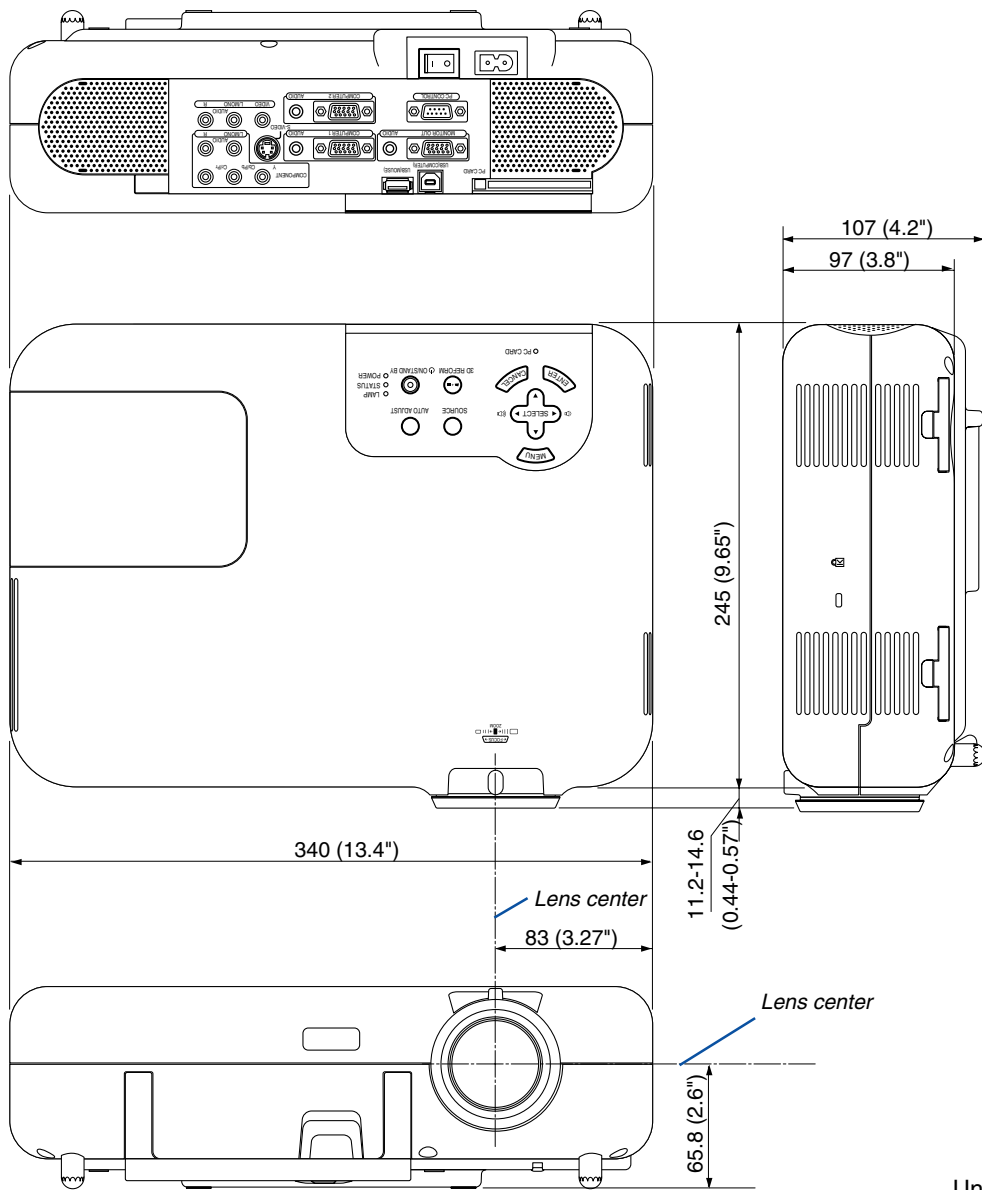 VIDEO L/MONO AUDIO R
COMPUTER 2 AUDIO
PC CONTROL
S-VIDEO
L/MONO AUDIO R
COMPUTER 1 AUDIO
MONITOR OUT AUDIO
COMPONENT
Y Cb/Pb Cr/Pr
USB(MOUSE)
USB(COMPUTER)
PC CARD
107 (4.2")
97 (3.8")
PC CARD
ON/STAND BY
3D REFORM
POWER
STATUS
LAMP
CANCEL
ENTER
SELECT
AUTO ADJUST
SOURCE
MENU
245 (9.65")
ZOOM
FOCUS
340 (13.4")
11.2-14.6
(0.44-0.57")
Lens center
83 (3.27")
Lens center
65.8 (2.6")
Un